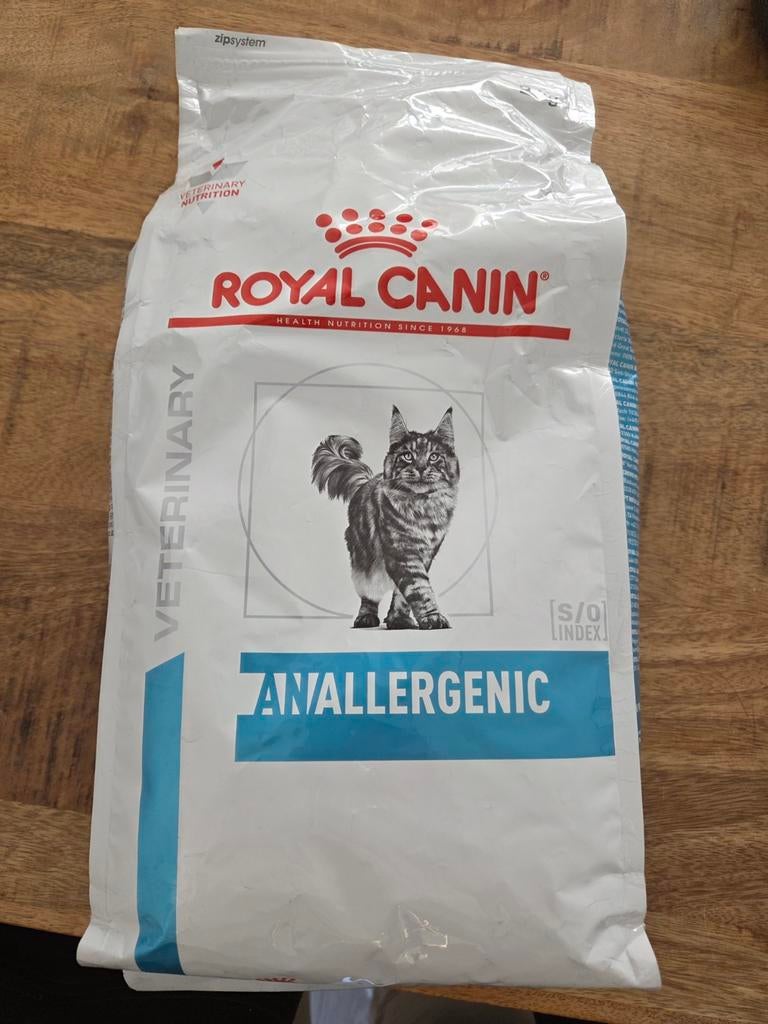 zipsystem
VETERINARY
NUTRITION
ROYAL CANIN®
HEALTH NUTRITION SINCE 1968
VETERINARY
[S/O]
INDEX
ANALLERGENIC